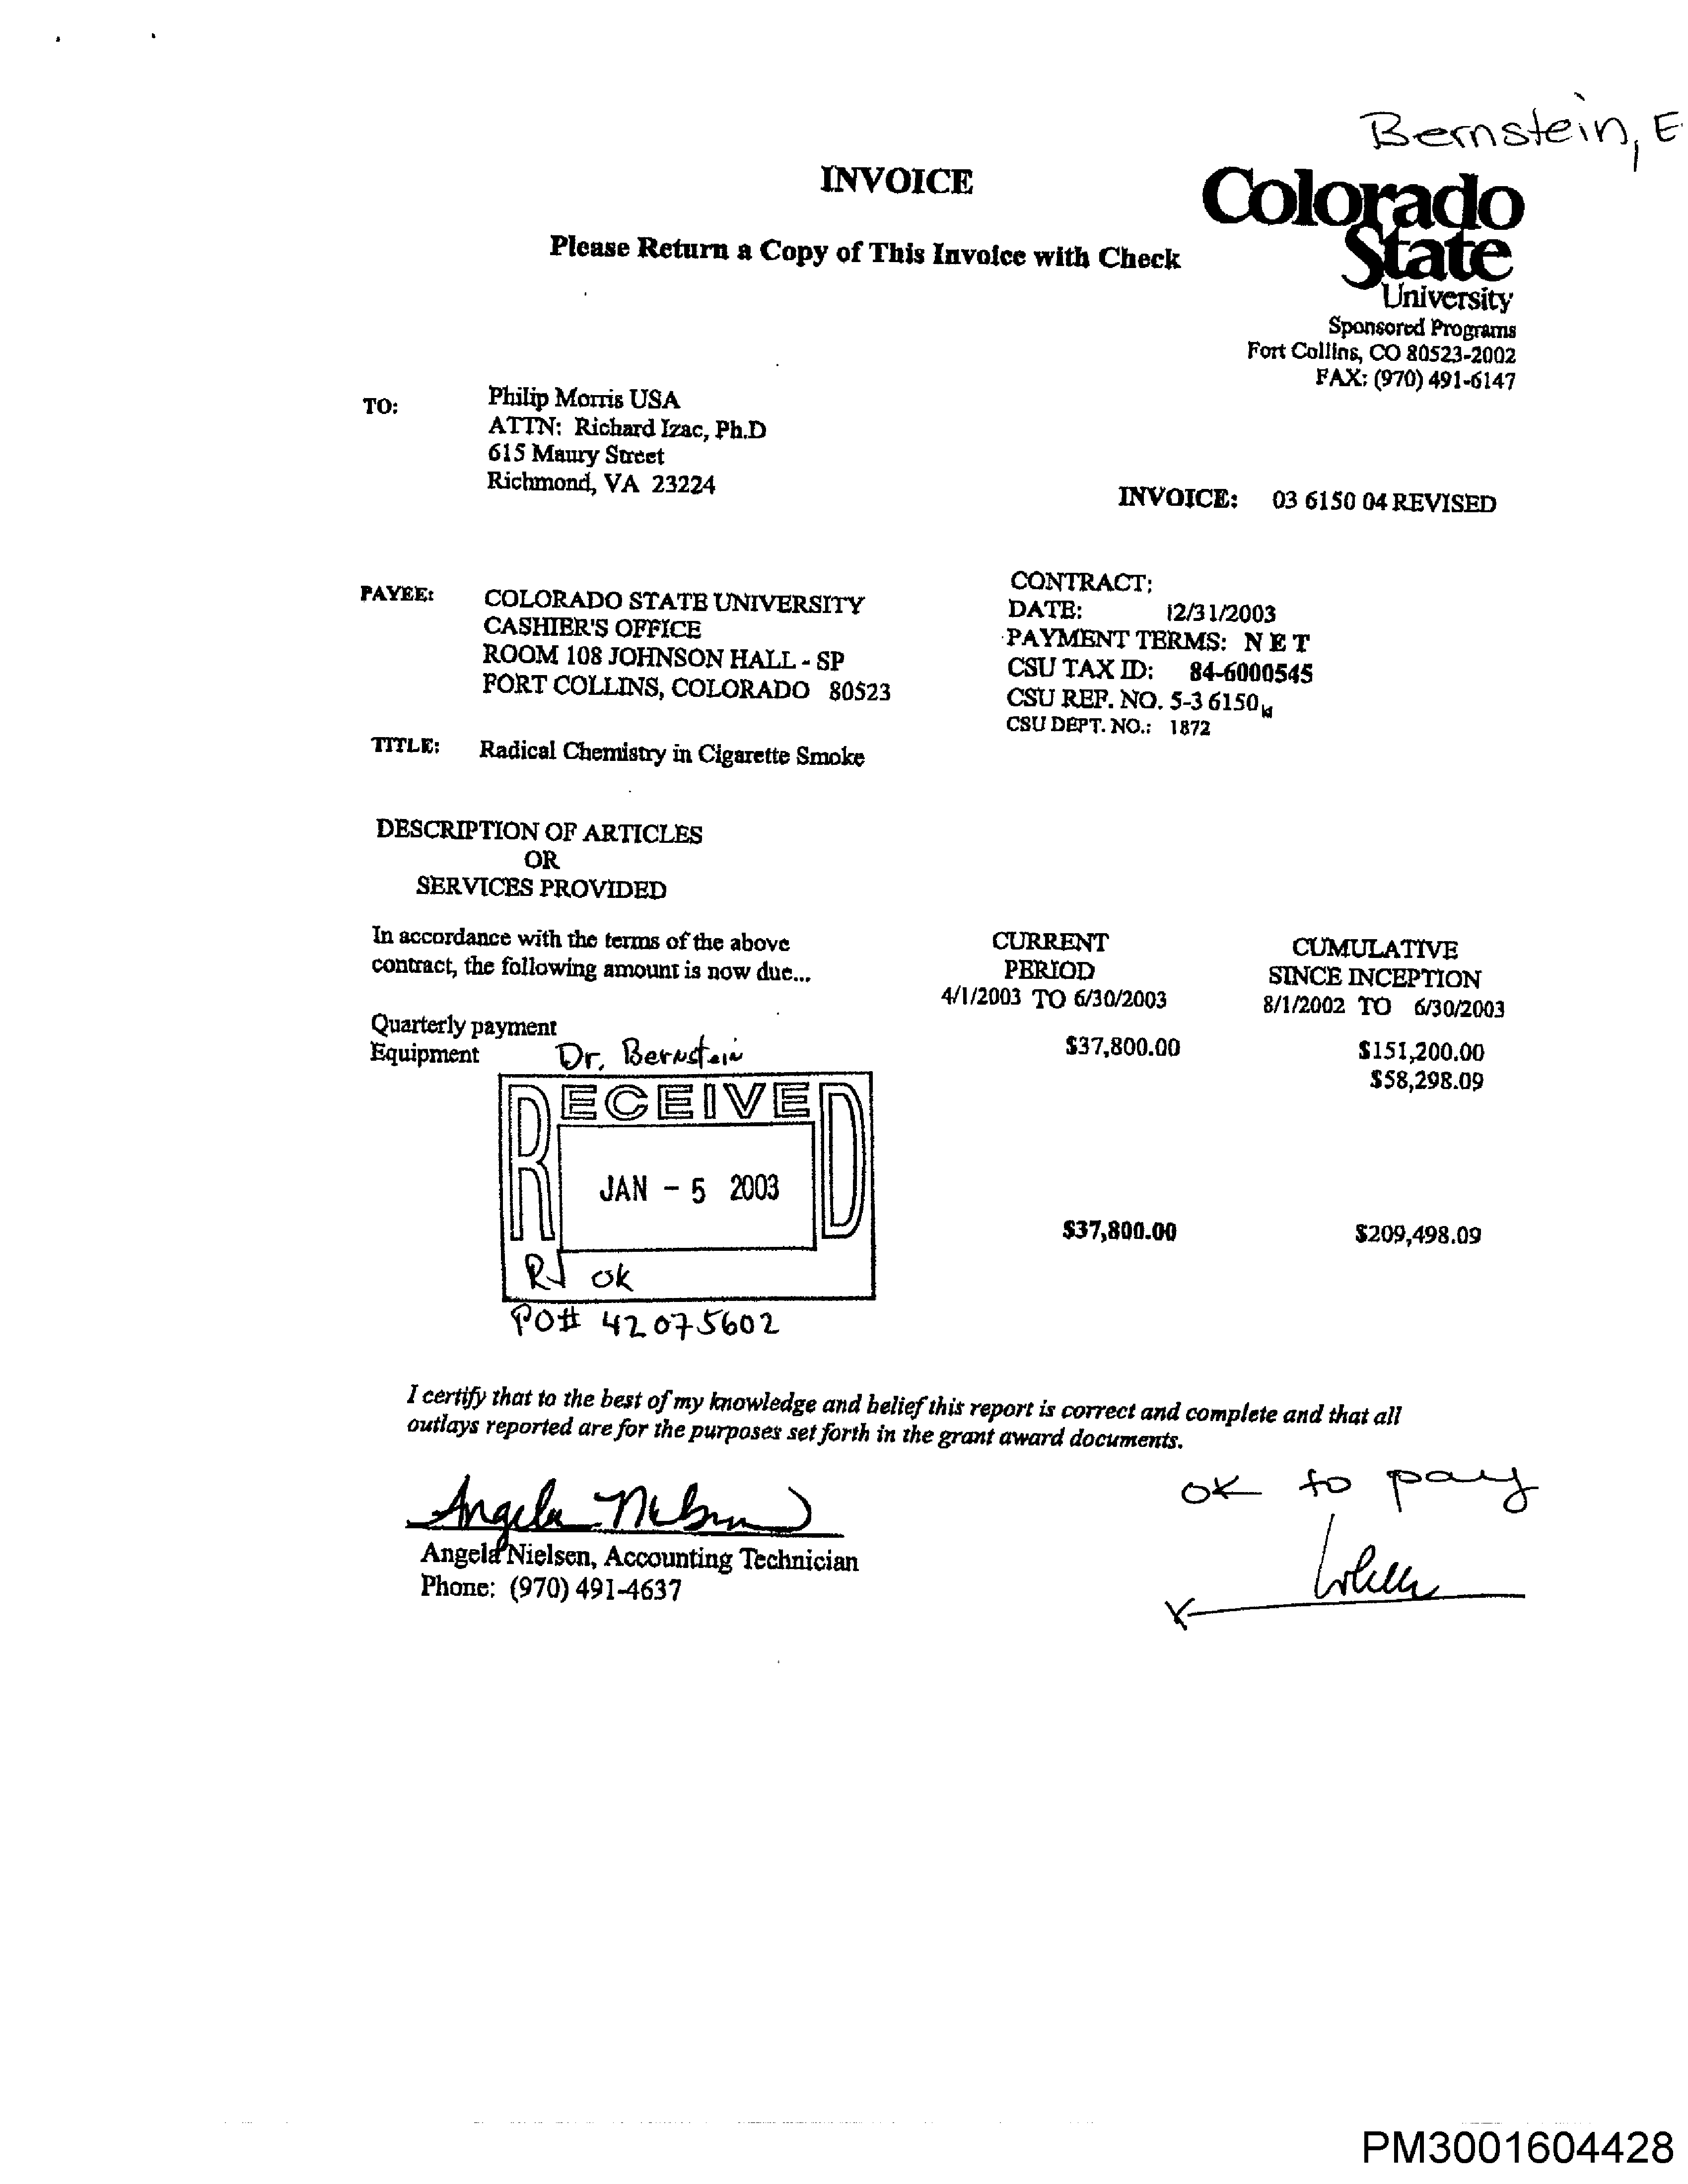 Bernstein, E
INVOICE
Please Return a Copy of This Invoice with Check
Colorado
State
University
Sponsored Programs
Fort Collins, CO 80523-2002
FAX: (970) 491-6147
TO: Philip Morris USA
ATTN: Richard Izac, Ph.D
615 Maury Street
Richmond, VA 23224
INVOICE: 03 6150 04 REVISED
PAYEE: COLORADO STATE UNIVERSITY
CASHIER'S OFFICE
ROOM 108 JOHNSON HALL - SP
FORT COLLINS, COLORADO 80523
CONTRACT:
DATE: 12/31/2003
PAYMENT TERMS: N E T
CSU TAX ID: 84-6000545
CSU REF. NO. 5-3 6150
CSU DEPT. NO.: 1872
TITLE: Radical Chemistry in Cigarette Smoke
DESCRIPTION OF ARTICLES
OR
SERVICES PROVIDED
In accordance with the terms of the above
contract, the following amount is now due...
CURRENT
PERIOD
4/1/2003 TO 6/30/2003
CUMULATIVE
SINCE INCEPTION
8/1/2002 TO 6/30/2003
Quarterly payment $37,800.00 $151,200.00
Equipment $58,298.09
Dr. Bernstein
RECEIVED
JAN - 5 2003
$37,800.00 $209,498.09
ok
PO# 42075602
I certify that to the best of my knowledge and belief this report is correct and complete and that all
outlays reported are for the purposes set forth in the grant award documents.
Angela Nielsen
Angela Nielsen, Accounting Technician
Phone: (970) 491-4637
ok to pay
PM3001604428